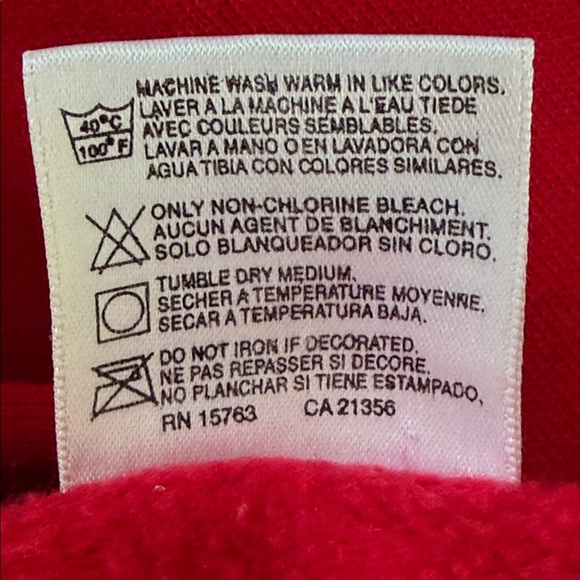 MACHINE WASH WARM IN LIKE COLORS.
LAVER A LA MACHINE A L'EAU TIEDE
AVEC COULEURS SEMBLABLES.
LAVAR A MANO O EN LAVADORA CON
AGUA TIBIA CON COLORES SIMILARES.
40°C
100°F
ONLY NON-CHLORINE BLEACH.
AUCUN AGENT DE BLANCHIMENT.
SOLO BLANQUEADOR SIN CLORO.
TUMBLE DRY MEDIUM.
SECHER A TEMPERATURE MOYENNE.
SECAR A TEMPERATURA BAJA.
DO NOT IRON IF DECORATED.
NE PAS REPASSER SI DECORE.
NO PLANCHAR SI TIENE ESTAMPADO,
RN 15763 CA 21356